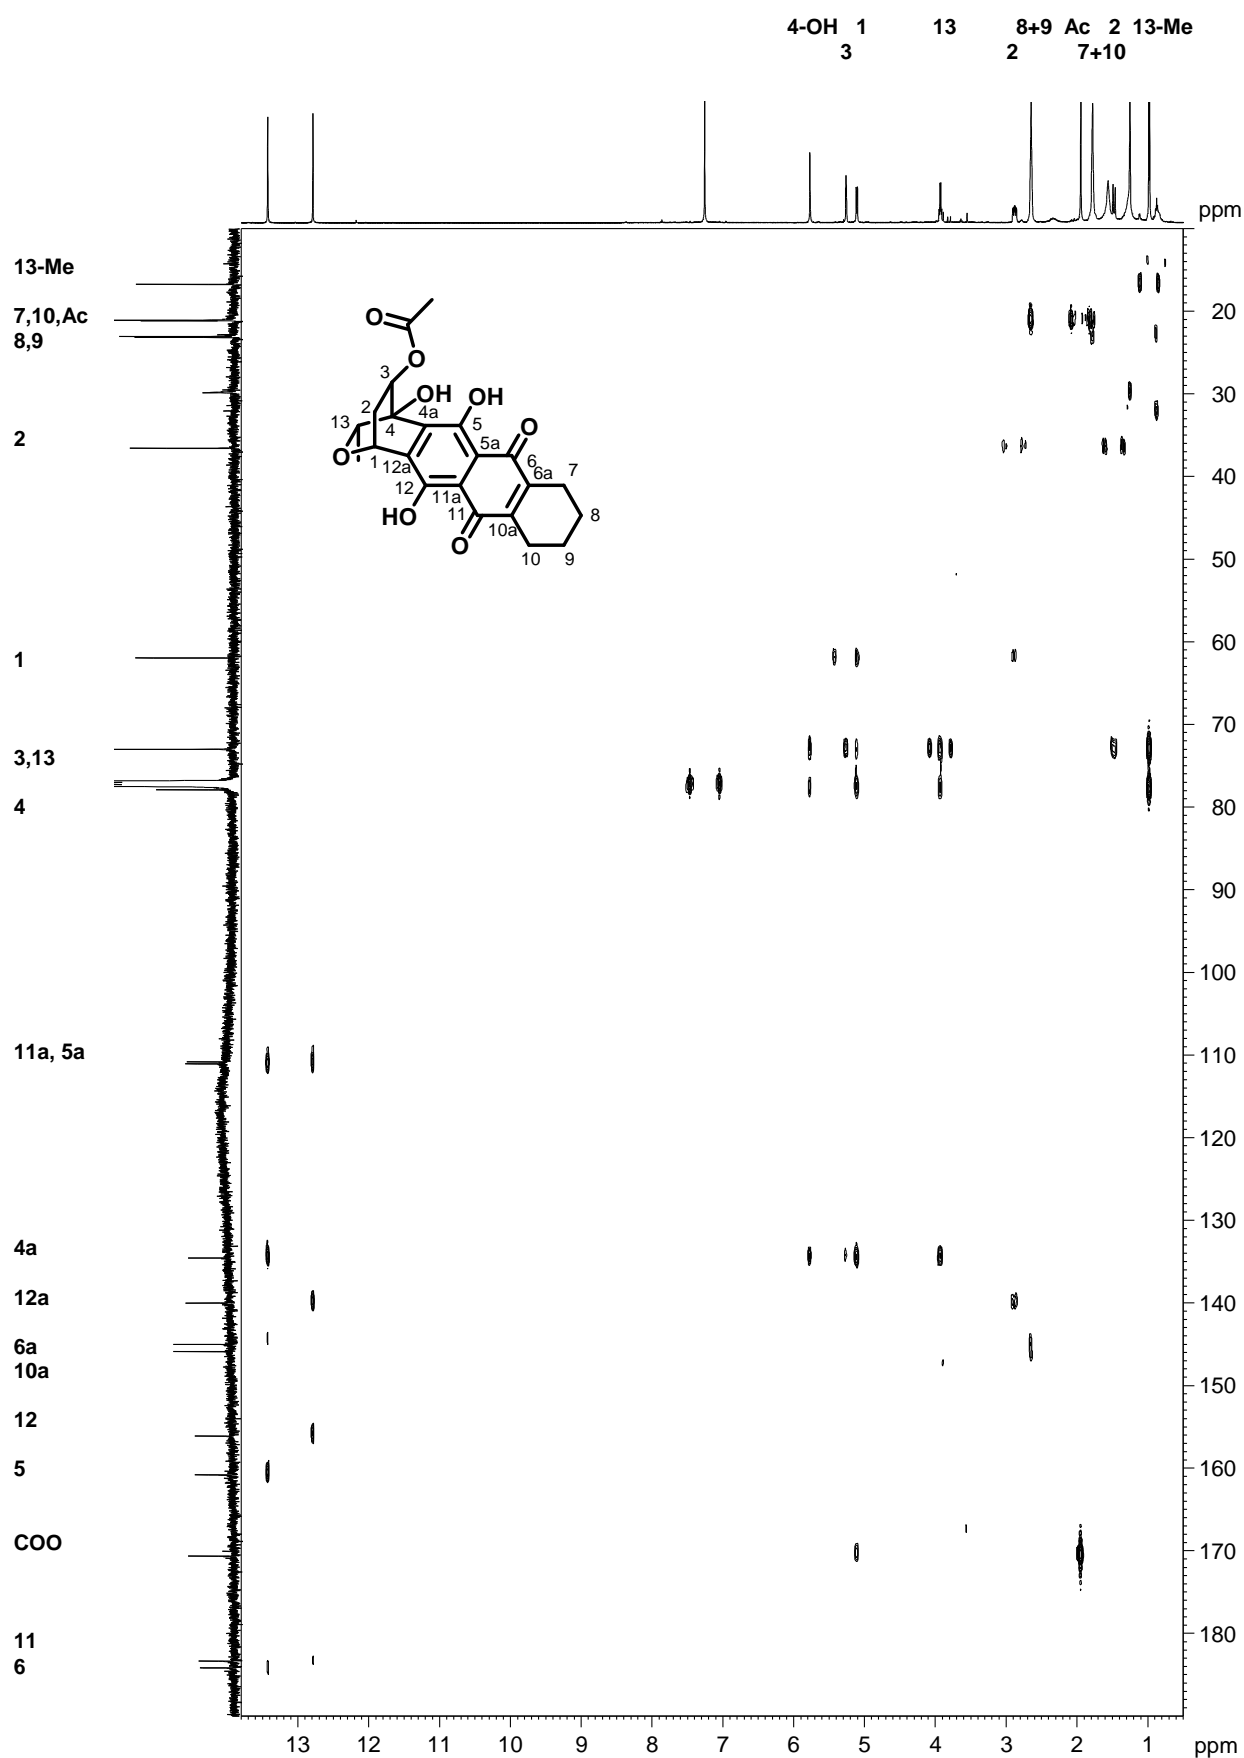 4-OH 1 13 8+9 Ac 2 13-Me
3 2 7+10
ppm
13-Me
7,10,Ac
8,9
2
1
3,13
4
11a, 5a
4a
12a
6a
10a
12
5
COO
11
6
O
O
3
OH
OH
2
4a
5
O
13
4
5a
6
7
O
1
12a
6a
12
11a
8
HO
11
10a
O
10
9
20
30
40
50
60
70
80
90
100
110
120
130
140
150
160
170
180
13 12 11 10 9 8 7 6 5 4 3 2 1 ppm